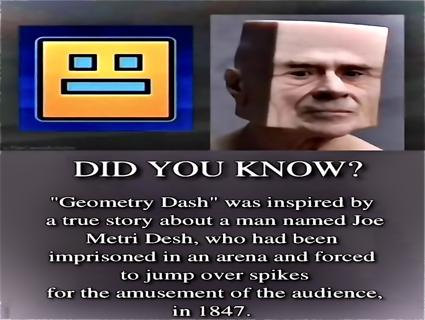 DID YOU KNOW?
"Geometry Dash" was inspired by
a true story about a man named Joe
Metri Desh, who had been
imprisoned in an arena and forced
to jump over spikes
for the amusement of the audience,
in 1847.